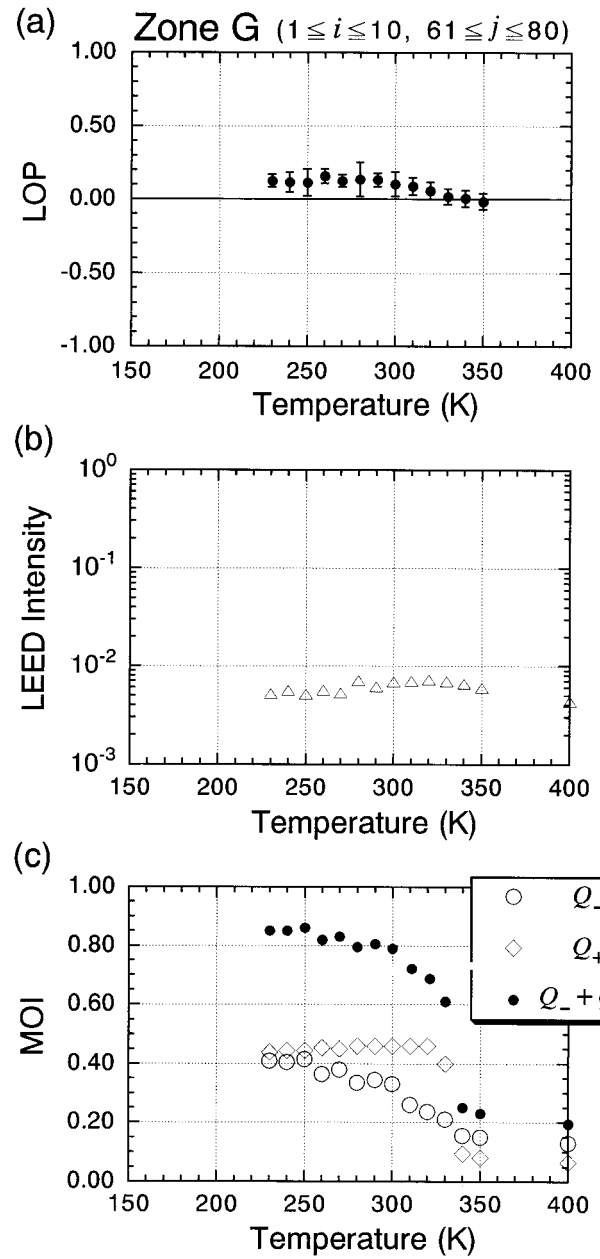 (a) Zone G (1 ≦ i ≦ 10, 61 ≦ j ≦ 80)
1.00
0.50
0.00
-0.50
-1.00
LOP
150 200 250 300 350 400
Temperature (K)
(b)
10⁰
10⁻¹
10⁻²
10⁻³
LEED Intensity
150 200 250 300 350 400
Temperature (K)
(c)
1.00
0.80
0.60
0.40
0.20
0.00
MOI
Q₋
Q₊
Q₋ +
150 200 250 300 350 400
Temperature (K)